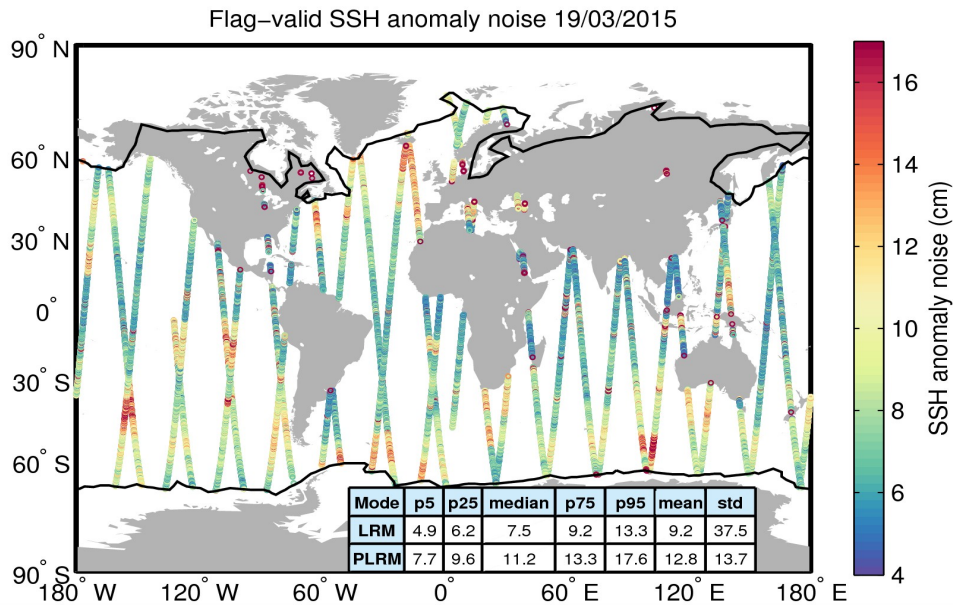 Flag−valid SSH anomaly noise 19/03/2015
90° N
60° N
30° N
0°
30° S
60° S
90° S
180° W
120° W
60° W
0°
60° E
120° E
180° E
Mode p5 p25 median p75 p95 mean std
LRM 4.9 6.2 7.5 9.2 13.3 9.2 37.5
PLRM 7.7 9.6 11.2 13.3 17.6 12.8 13.7
16
14
12
10
8
6
4
SSH anomaly noise (cm)